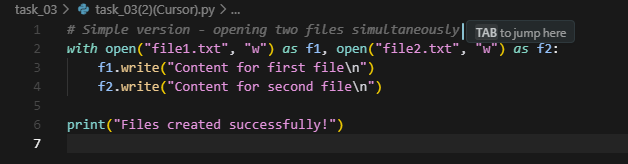 task_03 > task_03(2)(Cursor).py > ...
1 # Simple version - opening two files simultaneously TAB to jump here
2 with open("file1.txt", "w") as f1, open("file2.txt", "w") as f2:
3 f1.write("Content for first file\n")
4 f2.write("Content for second file\n")
5
6 print("Files created successfully!")
7